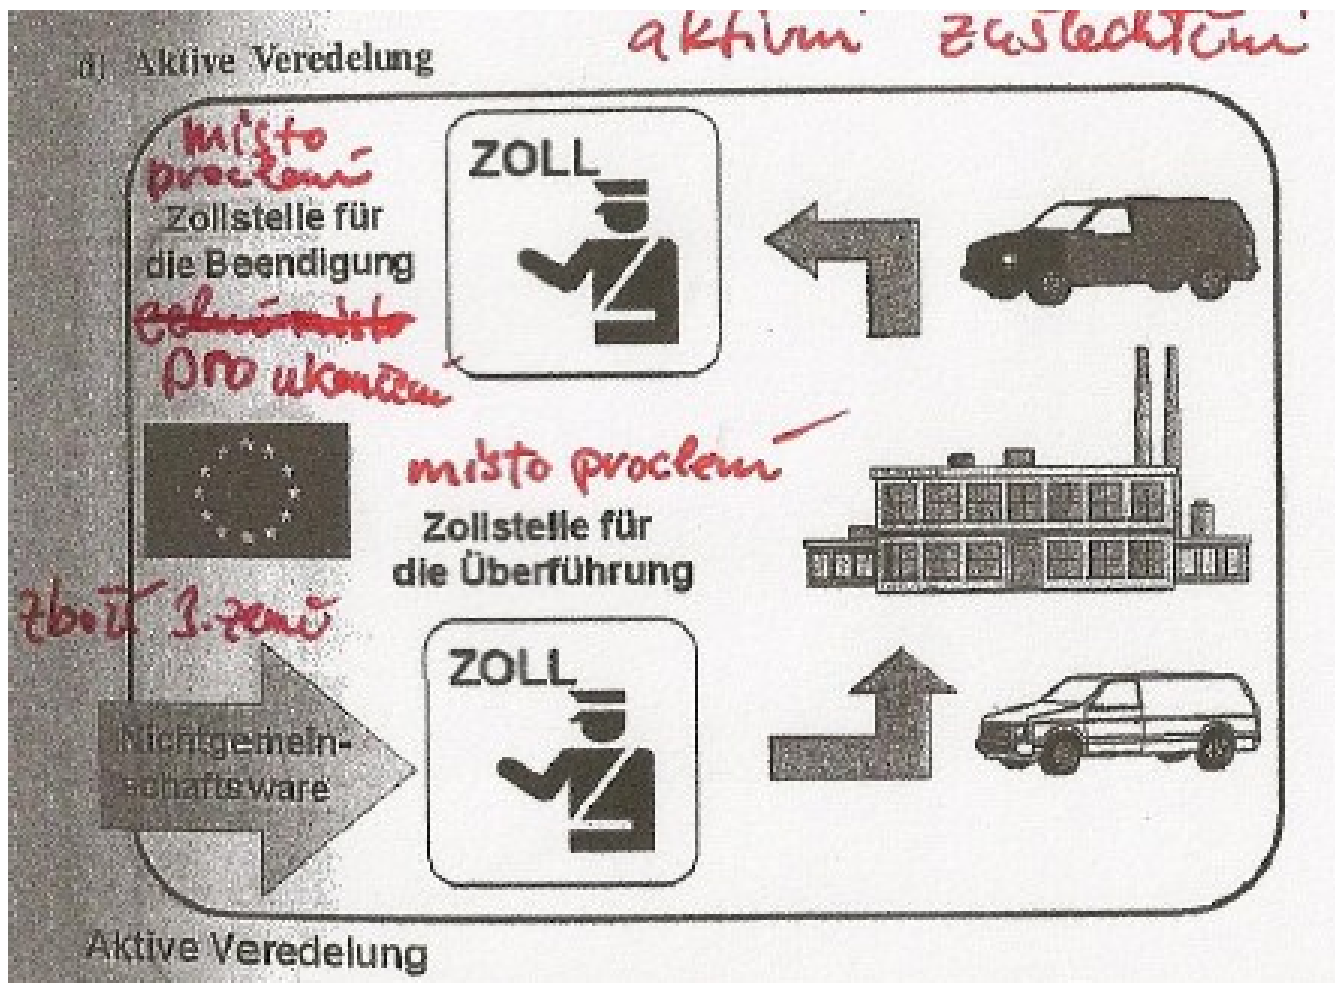 aktivní zušlechtění
a) Aktive Veredelung
místo
proclení
ZOLL
Zollstelle für
die Beendigung
pro ukončení
místo proclení
Zollstelle für
die Überführung
zboží 3. zemí
ZOLL
Nichtgemein-
schaftsware
Aktive Veredelung